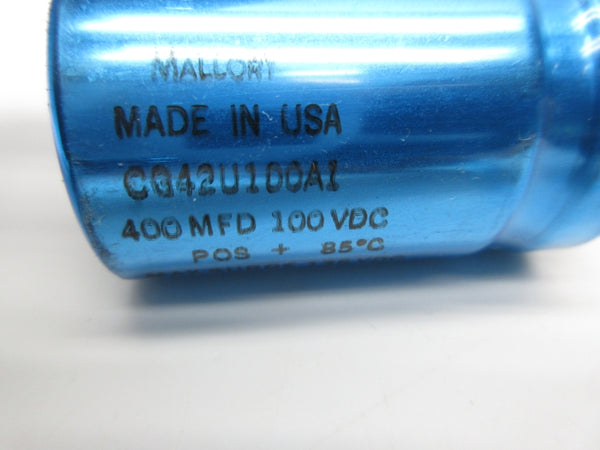 MALLORY
MADE IN USA
CG42U100A1
400 MFD 100 VDC
POS + 85°C